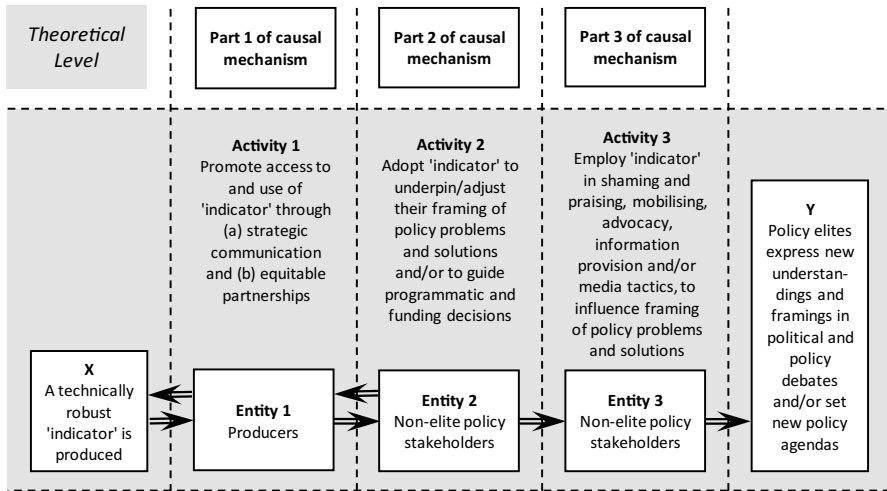 Theoretical
Level
Part 1 of causal
mechanism
Part 2 of causal
mechanism
Part 3 of causal
mechanism
Activity 1
Promote access to
and use of
'indicator' through
(a) strategic
communication
and (b) equitable
partnerships
Activity 2
Adopt 'indicator' to
underpin/adjust
their framing of
policy problems
and solutions
and/or to guide
programmatic and
funding decisions
Activity 3
Employ 'indicator'
in shaming and
praising, mobilising,
advocacy,
information
provision and/or
media tactics, to
influence framing
of policy problems
and solutions
X
A technically
robust
'indicator' is
produced
Entity 1
Producers
Entity 2
Non-elite policy
stakeholders
Entity 3
Non-elite policy
stakeholders
Y
Policy elites
express new
understan-
dings and
framings in
political and
policy
debates
and/or set
new policy
agendas